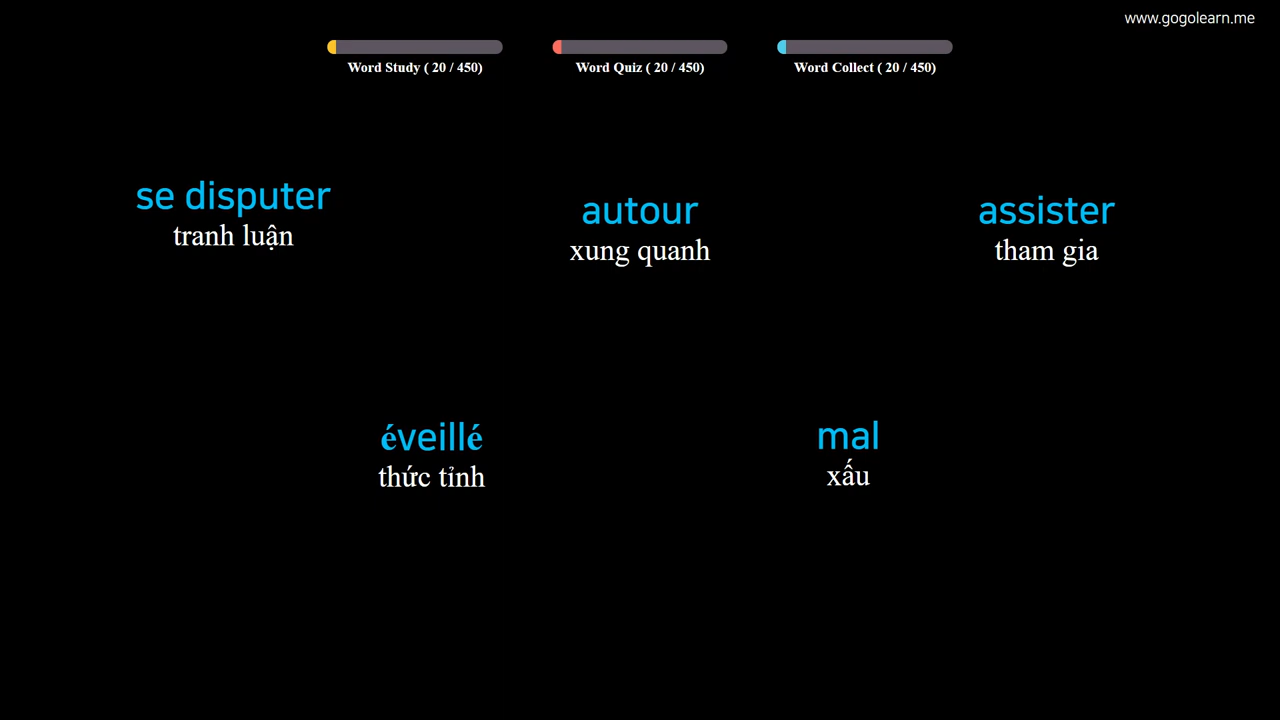 www.gogolearn.me
Word Study ( 20 / 450)
Word Quiz ( 20 / 450)
Word Collect ( 20 / 450)
se disputer
tranh luận
autour
xung quanh
assister
tham gia
éveillé
thức tỉnh
mal
xấu